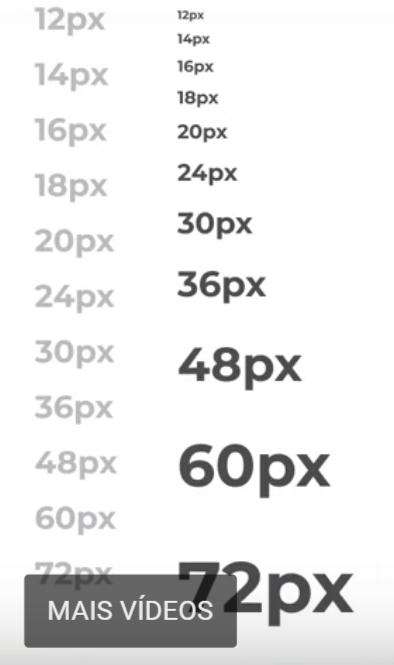 12px 12px
14px 14px
16px 16px
18px 18px
20px 20px
24px 24px
30px 30px
36px 36px
48px 48px
60px 60px
72px 72px
MAIS VÍDEOS